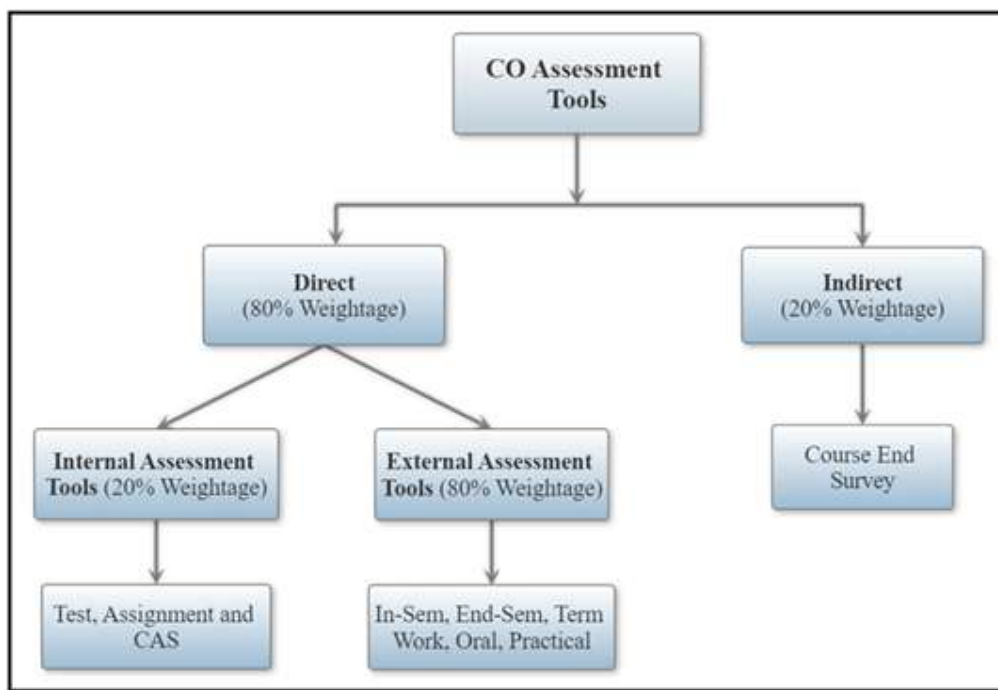 CO Assessment
Tools
Direct
(80% Weightage)
Indirect
(20% Weightage)
Internal Assessment
Tools (20% Weightage)
External Assessment
Tools (80% Weightage)
Course End
Survey
Test, Assignment and
CAS
In-Sem, End-Sem, Term
Work, Oral, Practical